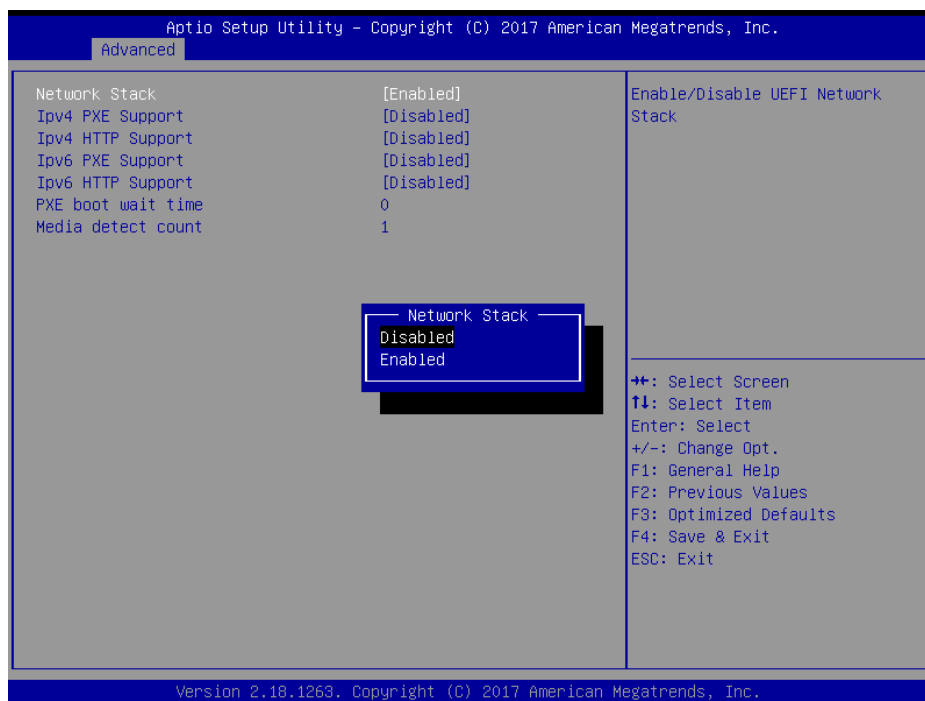 Aptio Setup Utility – Copyright (C) 2017 American Megatrends, Inc.
Advanced
Network Stack [Enabled]
Ipv4 PXE Support [Disabled]
Ipv4 HTTP Support [Disabled]
Ipv6 PXE Support [Disabled]
Ipv6 HTTP Support [Disabled]
PXE boot wait time 0
Media detect count 1
Enable/Disable UEFI Network
Stack
Network Stack
Disabled
Enabled
→←: Select Screen
↑↓: Select Item
Enter: Select
+/-: Change Opt.
F1: General Help
F2: Previous Values
F3: Optimized Defaults
F4: Save & Exit
ESC: Exit
Version 2.18.1263. Copyright (C) 2017 American Megatrends, Inc.